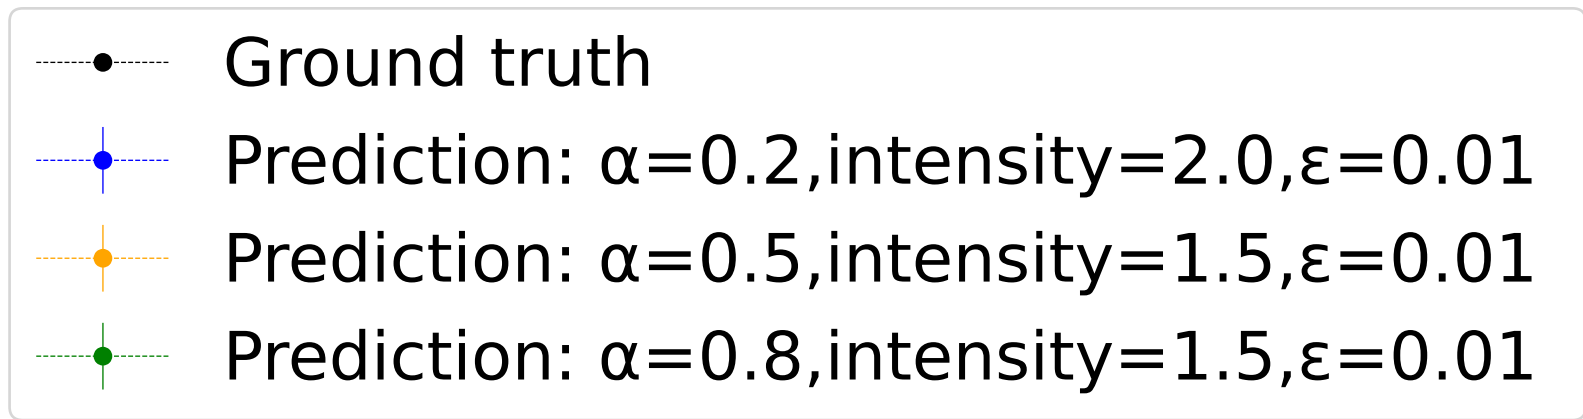 Ground truth
Prediction: α=0.2,intensity=2.0,ε=0.01
Prediction: α=0.5,intensity=1.5,ε=0.01
Prediction: α=0.8,intensity=1.5,ε=0.01